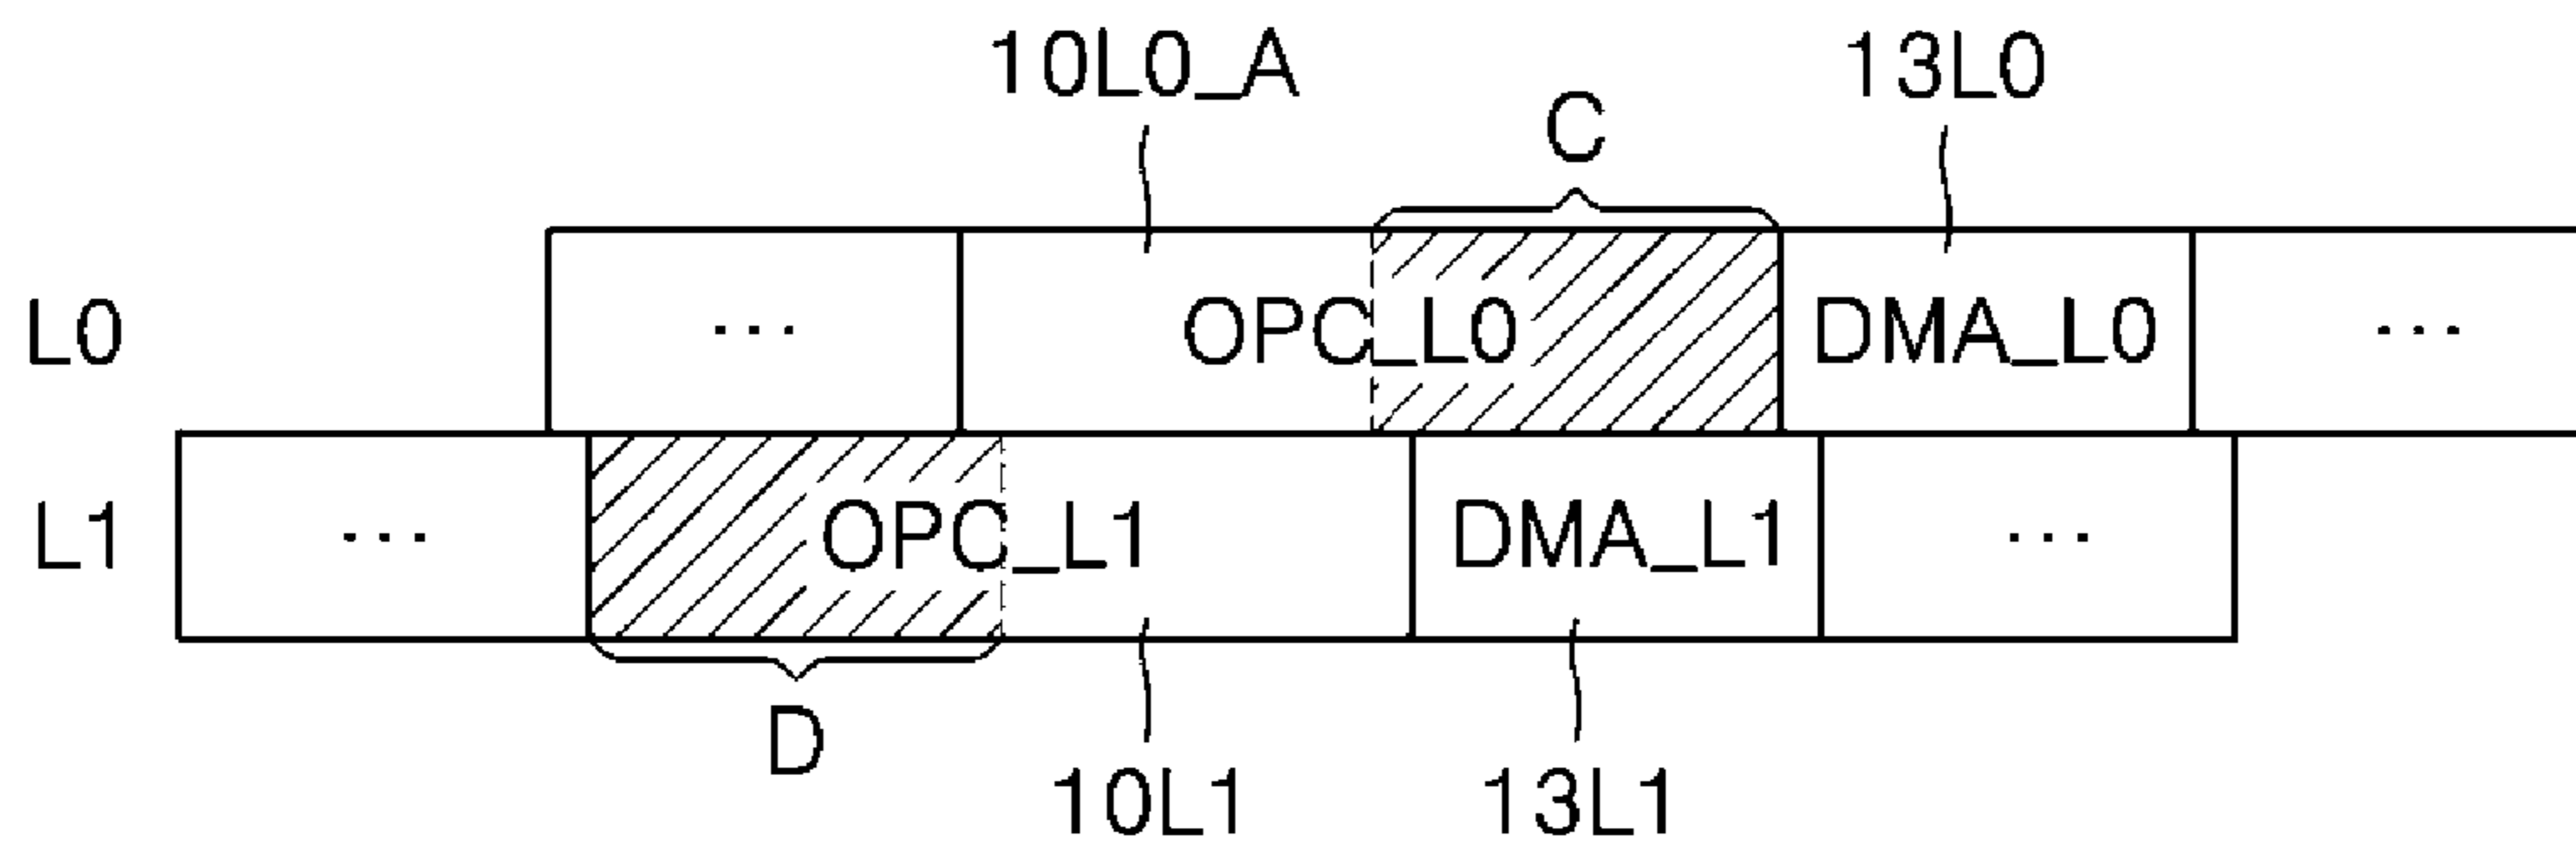 10L0_A
C
13L0
L0 ... OPC_L0 DMA_L0 ...
L1 ... OPC_L1 DMA_L1 ...
D
10L1
13L1